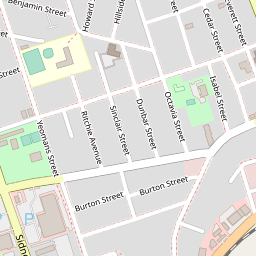 Benjamin Street
Howard
Hillside
Cedar Street
Everett Street
Street
Isabel Street
Octavia Street
Dunbar Street
Sinclair Street
Ritchie Avenue
Yeomans Street
Burton Street
Burton Street
Sidn
P